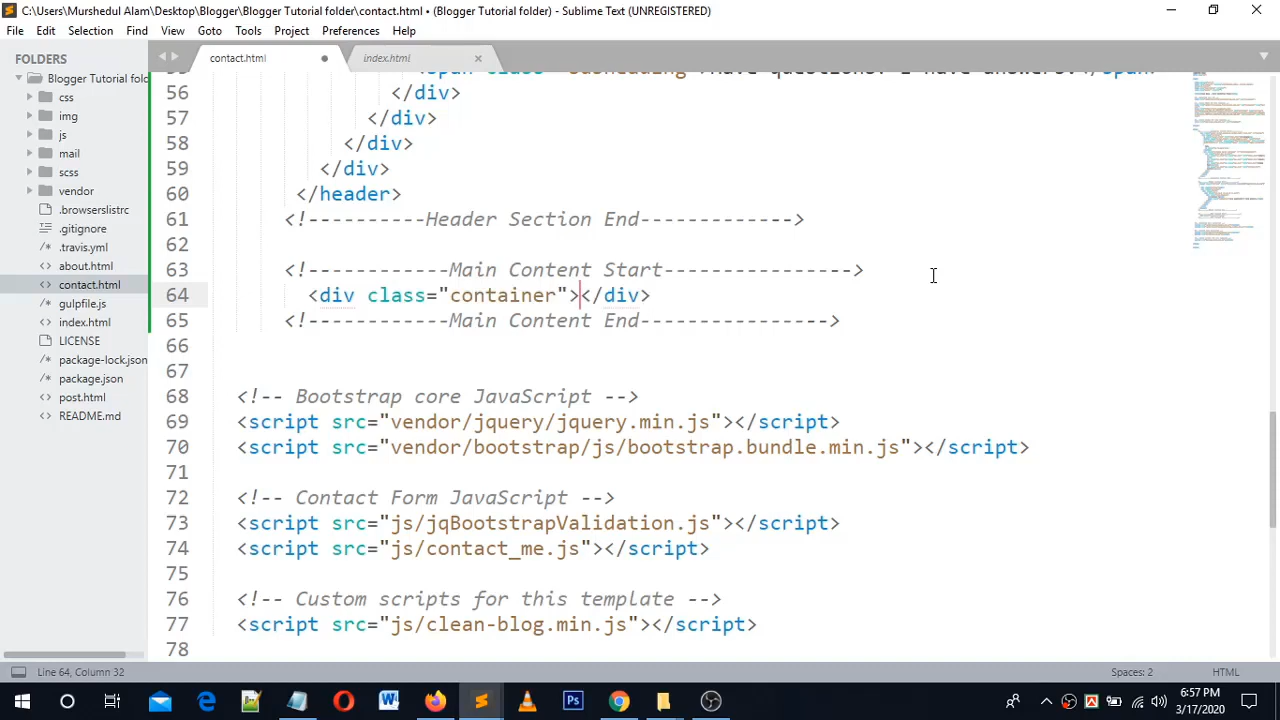 C:\Users\Murshedul Alam\Desktop\Blogger\Blogger Tutorial folder\contact.html • (Blogger Tutorial folder) - Sublime Text (UNREGISTERED)
File Edit Selection Find View Goto Tools Project Preferences Help
FOLDERS
Blogger Tutorial fold
css
img
js
mail
scss
vendor
.browserslistrc
.gitignore
.travis.yml
about.html
contact.html
gulpfile.js
index.html
LICENSE
package-lock.json
package.json
post.html
README.md
contact.html
index.html
56 </div>
57 </div>
58 </div>
59 </div>
60 </header>
61 <!----------Header Section End------------->
62
63 <!------------Main Content Start---------------->
64 <div class="container"></div>
65 <!------------Main Content End---------------->
66
67
68 <!-- Bootstrap core JavaScript -->
69 <script src="vendor/jquery/jquery.min.js"></script>
70 <script src="vendor/bootstrap/js/bootstrap.bundle.min.js"></script>
71
72 <!-- Contact Form JavaScript -->
73 <script src="js/jqBootstrapValidation.js"></script>
74 <script src="js/contact_me.js"></script>
75
76 <!-- Custom scripts for this template -->
77 <script src="js/clean-blog.min.js"></script>
78
Line 64, Column 32
Spaces: 2
HTML
6:57 PM
3/17/2020